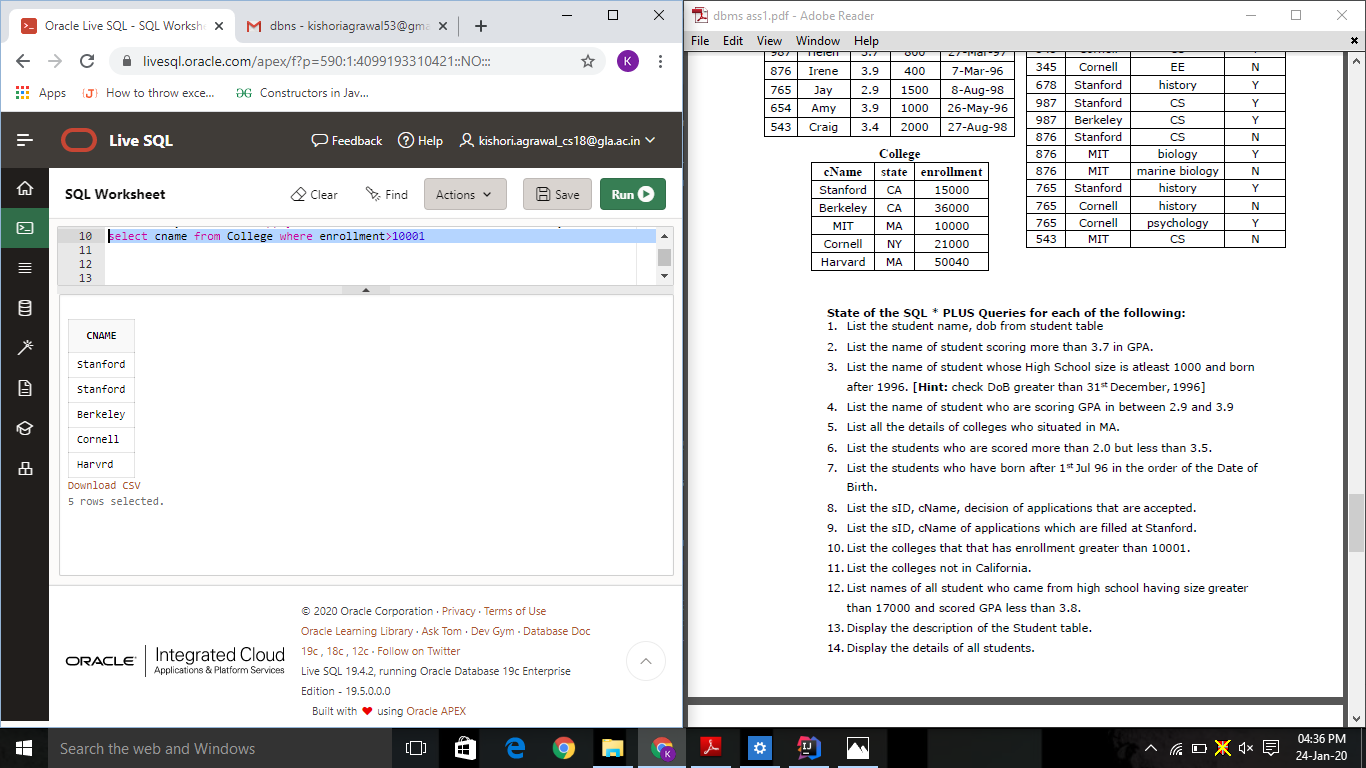 Oracle Live SQL - SQL Workshe
dbns - kishoriagrawal53@gma
livesql.oracle.com/apex/f?p=590:1:4099193310421::NO:::
K
Apps
{J} How to throw exce...
GG Constructors in Jav...
Live SQL
Feedback
Help
kishori.agrawal_cs18@gla.ac.in
SQL Worksheet
Clear
Find
Actions
Save
Run
10 select cname from College where enrollment>10001
11
12
13
CNAME
Stanford
Stanford
Berkeley
Cornell
Harvrd
Download CSV
5 rows selected.
ORACLE
Integrated Cloud
Applications & Platform Services
© 2020 Oracle Corporation · Privacy · Terms of Use
Oracle Learning Library · Ask Tom · Dev Gym · Database Doc
19c , 18c , 12c · Follow on Twitter
Live SQL 19.4.2, running Oracle Database 19c Enterprise
Edition - 19.5.0.0.0
Built with ❤ using Oracle APEX
dbms ass1.pdf - Adobe Reader
File Edit View Window Help
987 Helen 3.7 800 27-Mar-97
876 Irene 3.9 400 7-Mar-96
765 Jay 2.9 1500 8-Aug-98
654 Amy 3.9 1000 26-May-96
543 Craig 3.4 2000 27-Aug-98
College
cName state enrollment
Stanford CA 15000
Berkeley CA 36000
MIT MA 10000
Cornell NY 21000
Harvard MA 50040
345 Cornell EE N
678 Stanford history Y
987 Stanford CS Y
987 Berkeley CS Y
876 Stanford CS N
876 MIT biology Y
876 MIT marine biology N
765 Stanford history Y
765 Cornell history N
765 Cornell psychology Y
543 MIT CS N
State of the SQL * PLUS Queries for each of the following:
1. List the student name, dob from student table
2. List the name of student scoring more than 3.7 in GPA.
3. List the name of student whose High School size is atleast 1000 and born
after 1996. [Hint: check DoB greater than 31st December, 1996]
4. List the name of student who are scoring GPA in between 2.9 and 3.9
5. List all the details of colleges who situated in MA.
6. List the students who are scored more than 2.0 but less than 3.5.
7. List the students who have born after 1st Jul 96 in the order of the Date of
Birth.
8. List the sID, cName, decision of applications that are accepted.
9. List the sID, cName of applications which are filled at Stanford.
10. List the colleges that that has enrollment greater than 10001.
11. List the colleges not in California.
12. List names of all student who came from high school having size greater
than 17000 and scored GPA less than 3.8.
13. Display the description of the Student table.
14. Display the details of all students.
Search the web and Windows
04:36 PM
24-Jan-20